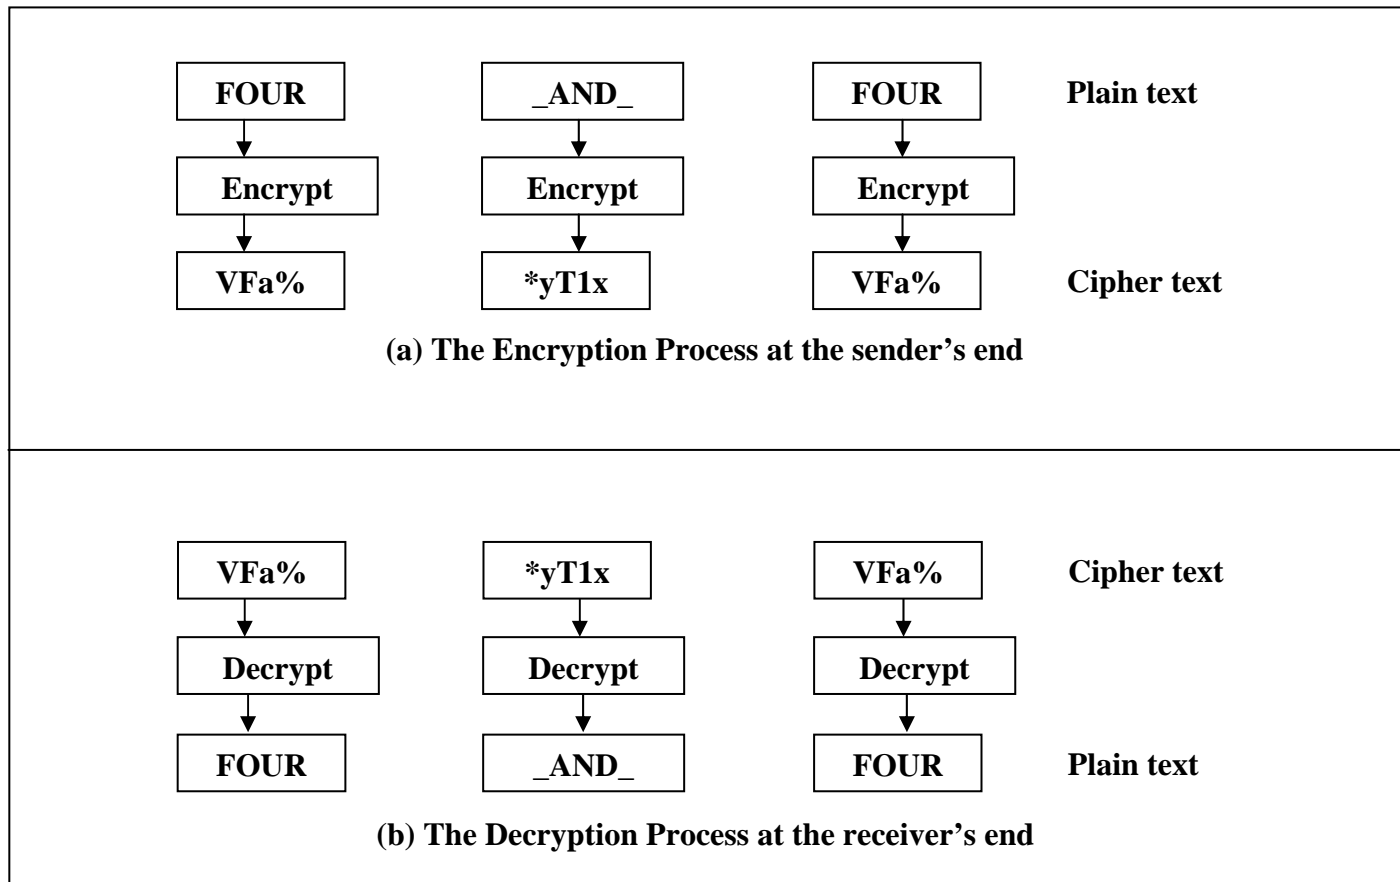 FOUR _AND_ FOUR Plain text
Encrypt Encrypt Encrypt
VFa% *yT1x VFa% Cipher text
(a) The Encryption Process at the sender’s end
VFa% *yT1x VFa% Cipher text
Decrypt Decrypt Decrypt
FOUR _AND_ FOUR Plain text
(b) The Decryption Process at the receiver’s end